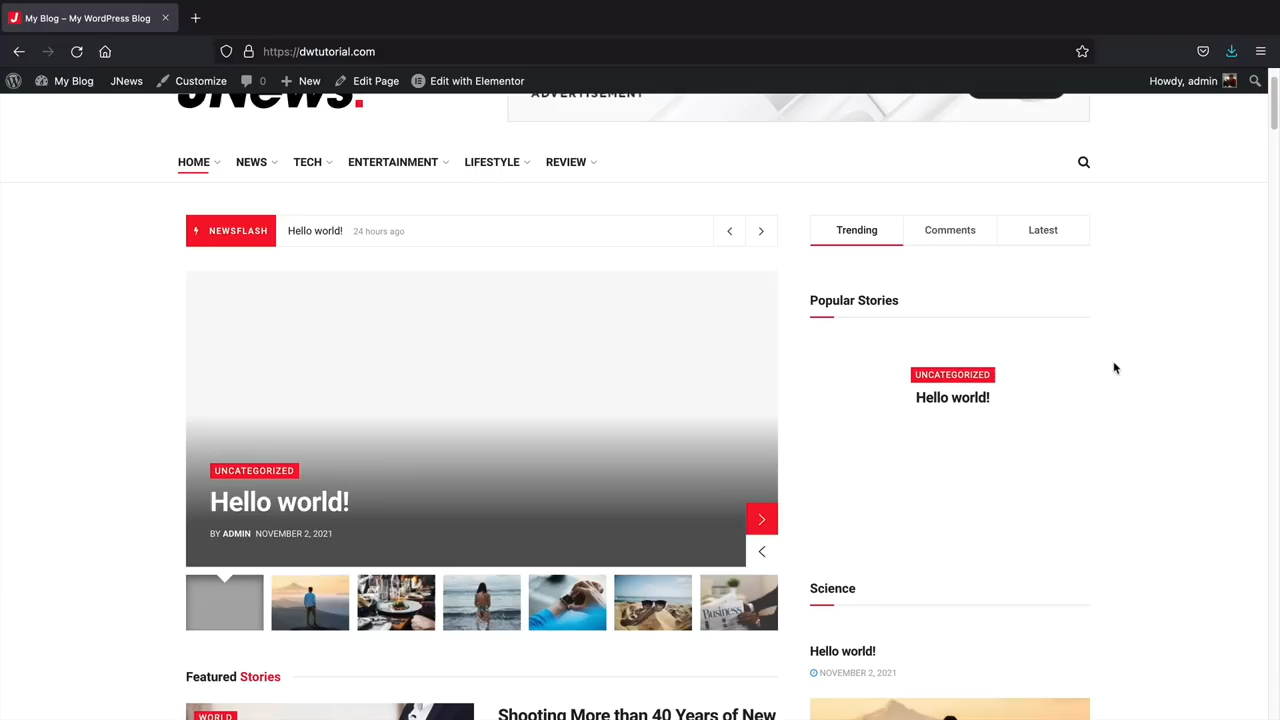 My Blog – My WordPress Blog
https://dwtutorial.com
My Blog JNews Customize 0 New Edit Page Edit with Elementor Howdy, admin
JNews.
ADVERTISEMENT
HOME NEWS TECH ENTERTAINMENT LIFESTYLE REVIEW
NEWSFLASH Hello world! 24 hours ago
Trending Comments Latest
Popular Stories
UNCATEGORIZED
Hello world!
UNCATEGORIZED
Hello world!
BY ADMIN NOVEMBER 2, 2021
Business
Science
Hello world!
NOVEMBER 2, 2021
Featured Stories
WORLD
Shooting More than 40 Years of New